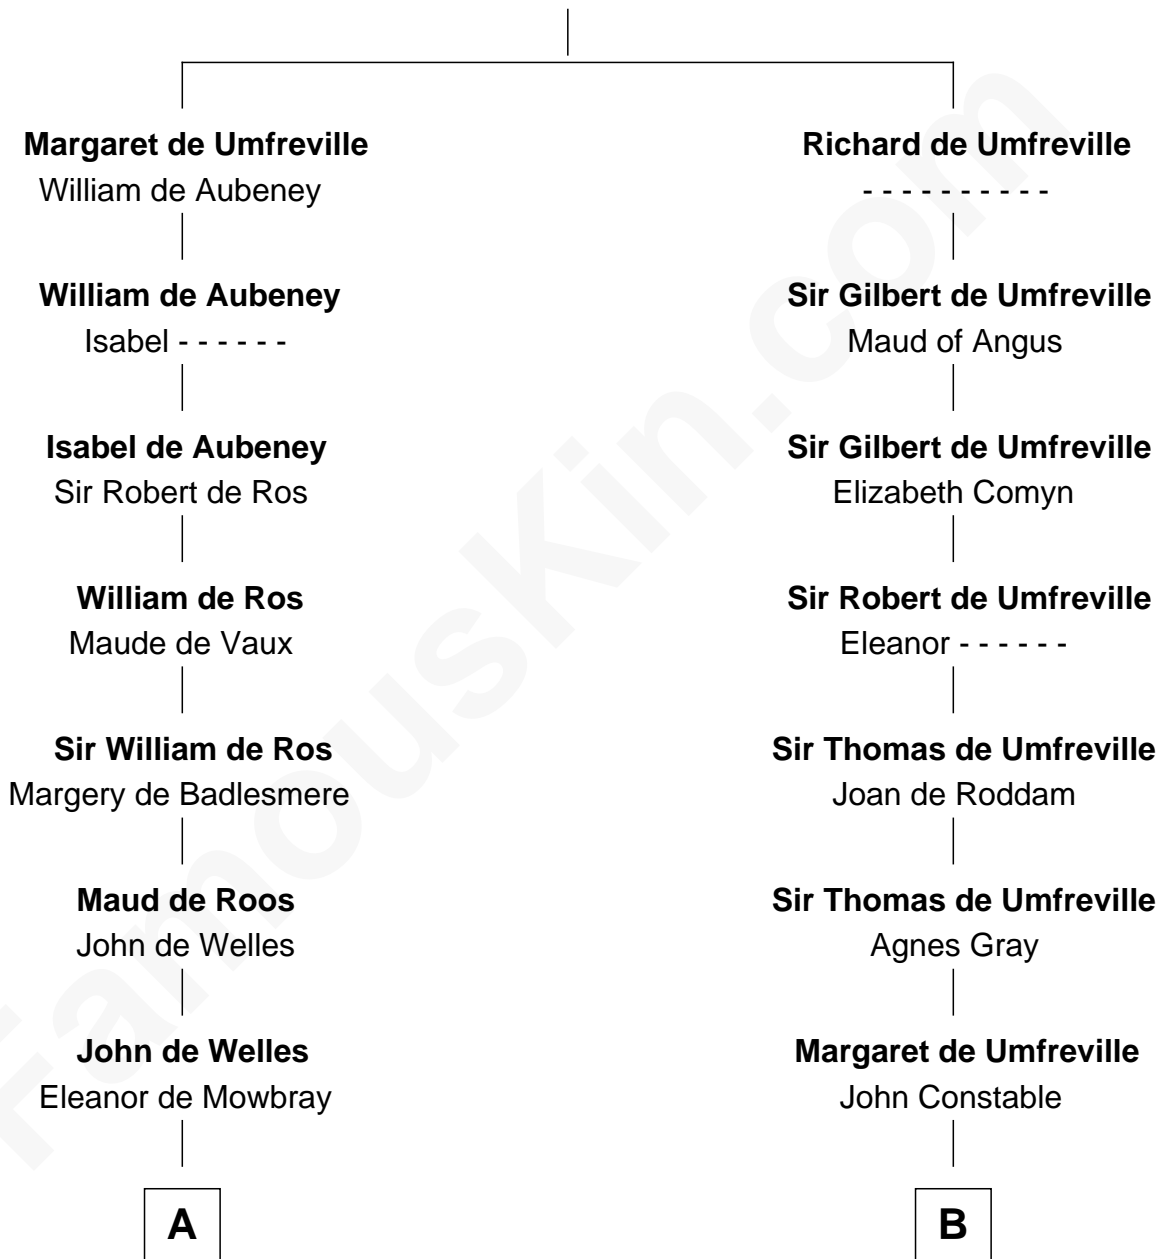 Margaret de Umfreville
William de Aubeney
William de Aubeney
Isabel - - - - - -
Isabel de Aubeney
Sir Robert de Ros
William de Ros
Maude de Vaux
Sir William de Ros
Margery de Badlesmere
Maud de Roos
John de Welles
John de Welles
Eleanor de Mowbray
A
Richard de Umfreville
- - - - - - - - - -
Sir Gilbert de Umfreville
Maud of Angus
Sir Gilbert de Umfreville
Elizabeth Comyn
Sir Robert de Umfreville
Eleanor - - - - - -
Sir Thomas de Umfreville
Joan de Roddam
Sir Thomas de Umfreville
Agnes Gray
Margaret de Umfreville
John Constable
B
FamousKin.com